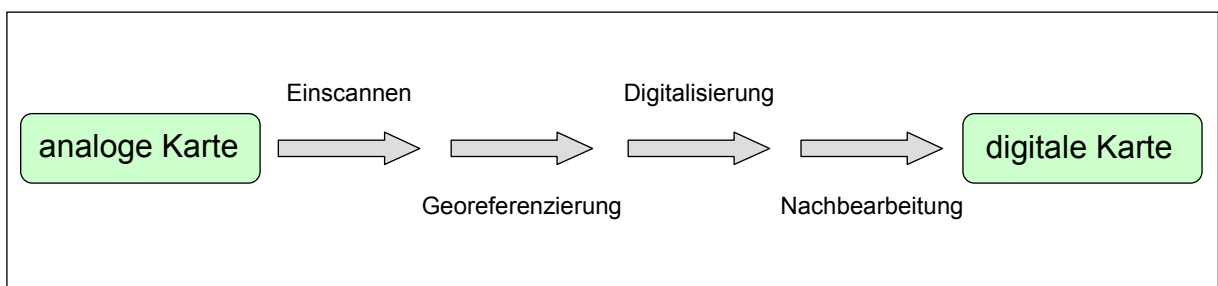 analoge Karte
Einscannen
Georeferenzierung
Digitalisierung
Nachbearbeitung
digitale Karte